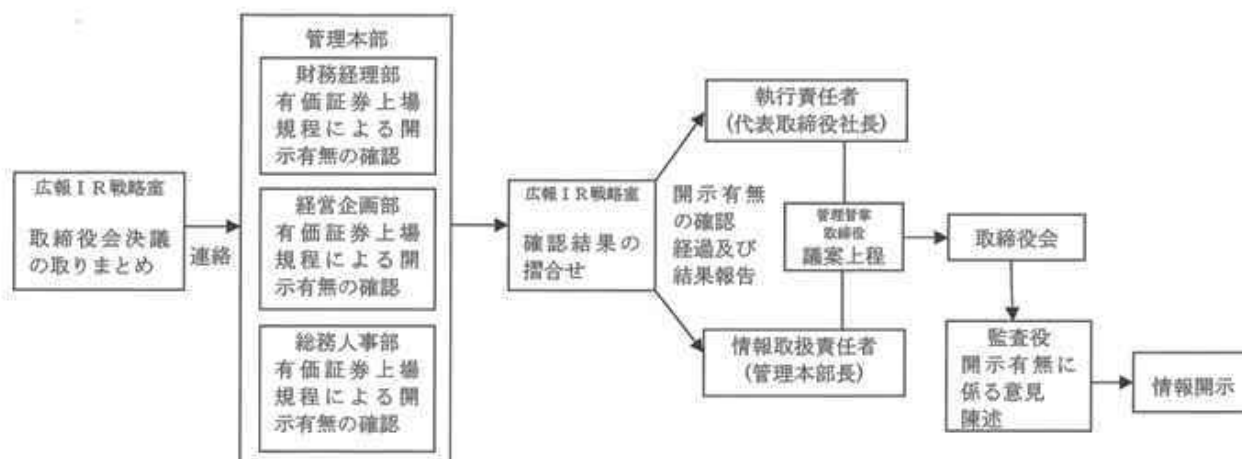 広報ＩＲ戦略室
取締役会決議
の取りまとめ
連絡
管理本部
財務経理部
有価証券上場
規程による開
示有無の確認
経営企画部
有価証券上場
規程による開
示有無の確認
総務人事部
有価証券上場
規程による開
示有無の確認
広報ＩＲ戦略室
確認結果の
摺合せ
執行責任者
(代表取締役社長)
開示有無
の確認
経過及び
結果報告
管理管掌
取締役
議案上程
情報取扱責任者
(管理本部長)
取締役会
監査役
開示有無に
係る意見
陳述
情報開示